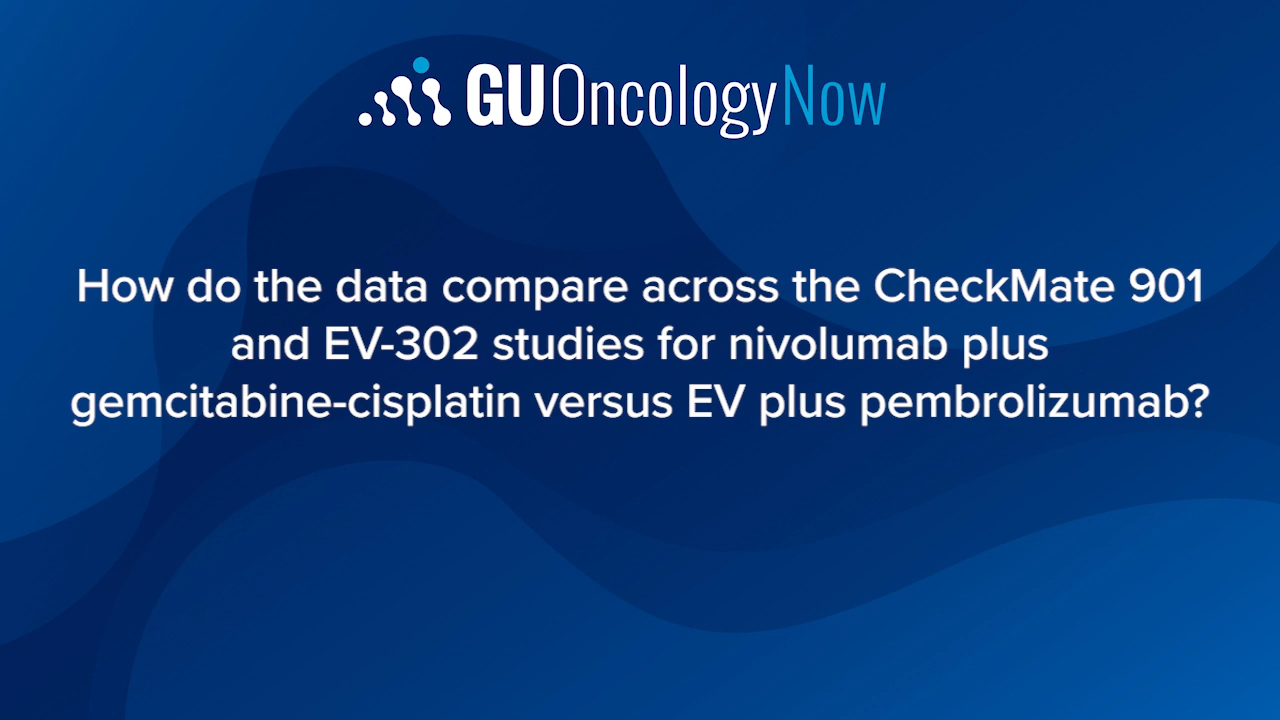 GUOncologyNow
How do the data compare across the CheckMate 901
and EV-302 studies for nivolumab plus
gemcitabine-cisplatin versus EV plus pembrolizumab?